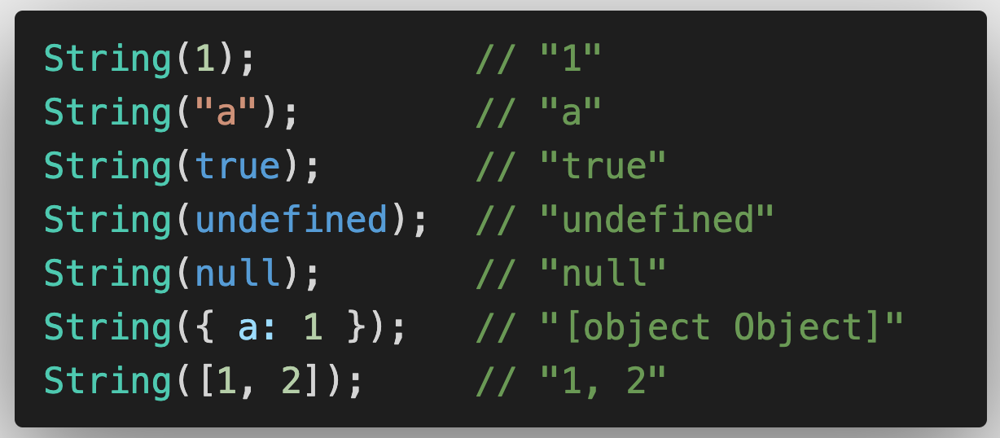 String(1);          // "1"
String("a");        // "a"
String(true);       // "true"
String(undefined);  // "undefined"
String(null);       // "null"
String({ a: 1 });   // "[object Object]"
String([1, 2]);     // "1, 2"